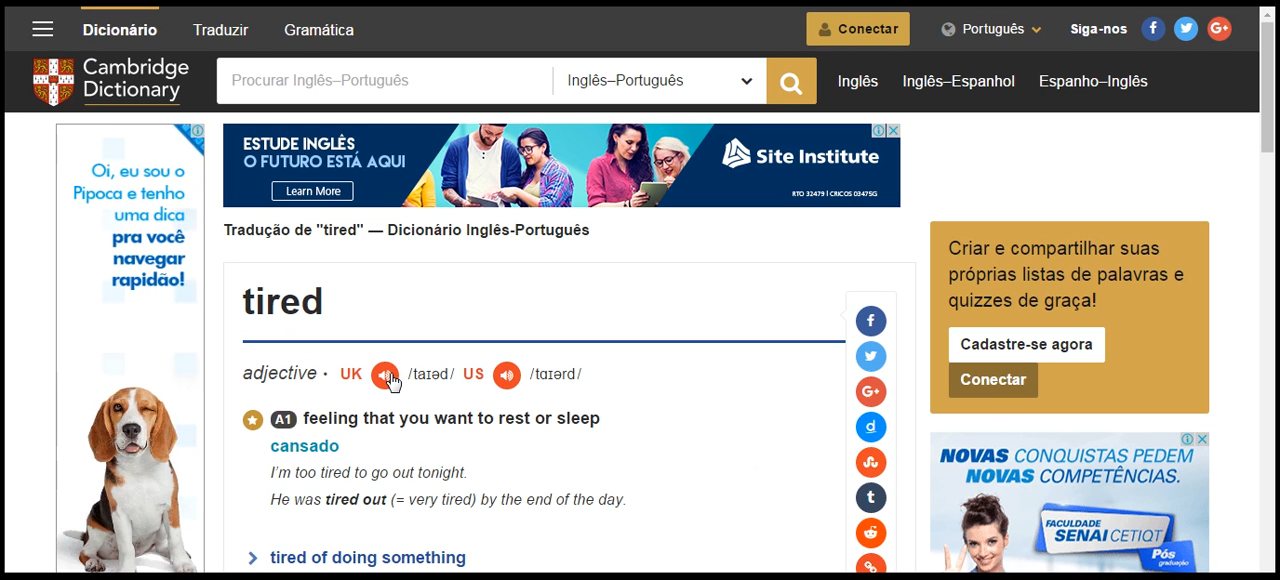 Dicionário Traduzir Gramática Conectar Português Siga-nos f G+
Cambridge
Dictionary
Procurar Inglês–Português Inglês–Português Inglês Inglês–Espanhol Espanho–Inglês
Oi, eu sou o
Pipoca e tenho
uma dica
pra você
navegar
rapidão!
ESTUDE INGLÊS
O FUTURO ESTÁ AQUI
Learn More
Site Institute
RTO 32479 | CRICOS 03475G
Tradução de "tired" — Dicionário Inglês-Português
tired
adjective · UK /taɪəd/ US /taɪərd/
A1 feeling that you want to rest or sleep
cansado
I'm too tired to go out tonight.
He was tired out (= very tired) by the end of the day.
tired of doing something
f
G+
d
t
Criar e compartilhar suas
próprias listas de palavras e
quizzes de graça!
Cadastre-se agora
Conectar
NOVAS CONQUISTAS PEDEM
NOVAS COMPETÊNCIAS.
FACULDADE
SENAI CETIQT
Pós
graduação